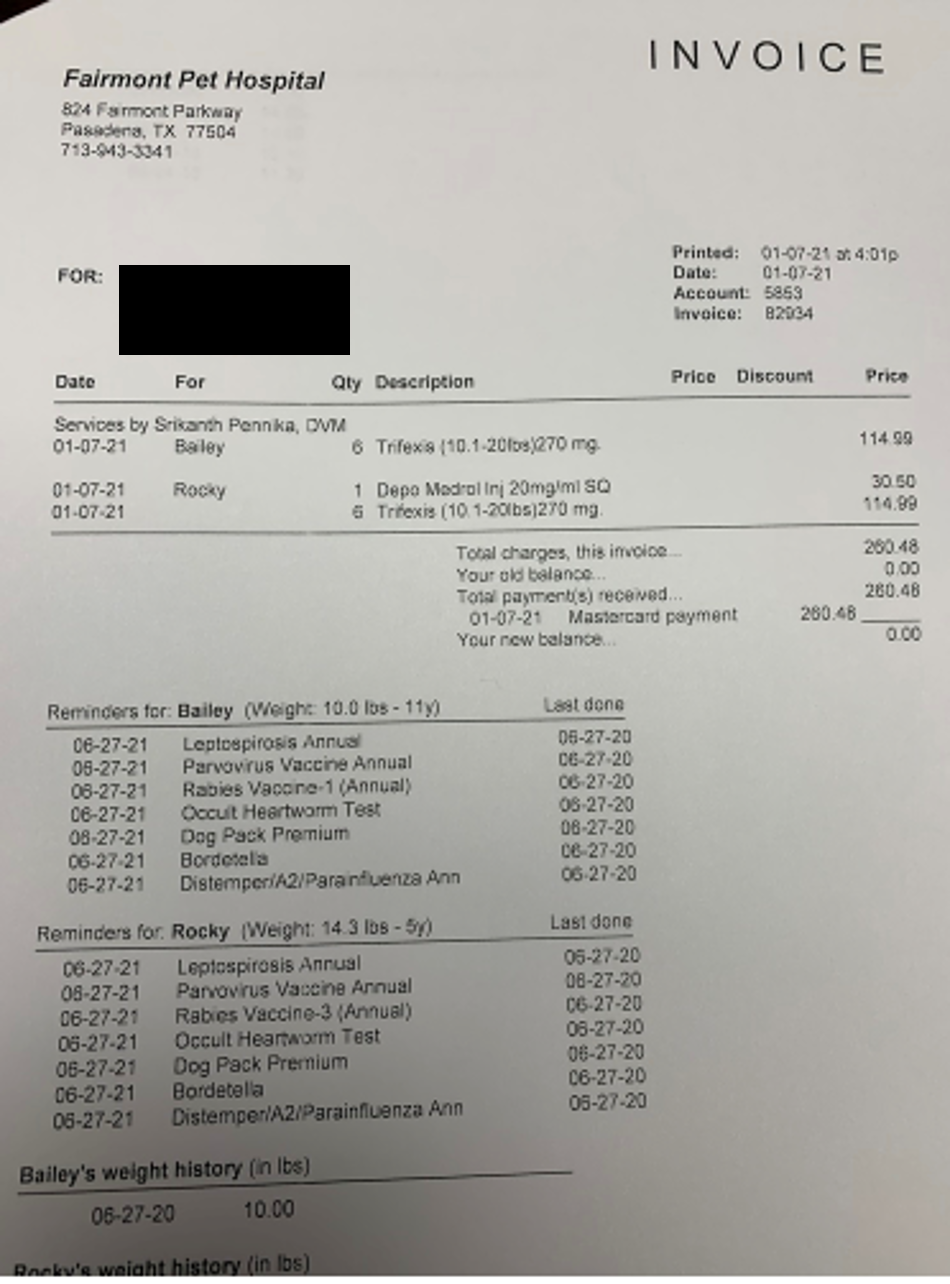 INVOICE
Fairmont Pet Hospital
824 Fairmont Parkway
Pasadena, TX 77504
713-943-3341
Printed: 01-07-21 at 4:01p
FOR:
Date: 01-07-21
Account: 5853
Invoice: 82934
Date For Qty Description Price Discount Price
Services by Srikanth Pennika, DVM
01-07-21 Bailey 6 Trifexis (10.1-20lbs)270 mg. 114.99
01-07-21 Rocky 1 Depo Medrol Inj 20mg/ml SQ 30.50
01-07-21 6 Trifexis (10.1-20lbs)270 mg. 114.99
Total charges, this invoice... 260.48
Your old balance... 0.00
Total payment(s) received... 260.48
01-07-21 Mastercard payment 260.48
Your new balance... 0.00
Reminders for: Bailey (Weight: 10.0 lbs - 11y) Last done
06-27-21 Leptospirosis Annual 06-27-20
06-27-21 Parvovirus Vaccine Annual 06-27-20
06-27-21 Rabies Vaccine-1 (Annual) 06-27-20
06-27-21 Occult Heartworm Test 06-27-20
06-27-21 Dog Pack Premium 06-27-20
06-27-21 Bordetella 06-27-20
06-27-21 Distemper/A2/Parainfluenza Ann 06-27-20
Reminders for: Rocky (Weight: 14.3 lbs - 5y) Last done
06-27-21 Leptospirosis Annual 06-27-20
06-27-21 Parvovirus Vaccine Annual 06-27-20
06-27-21 Rabies Vaccine-3 (Annual) 06-27-20
06-27-21 Occult Heartworm Test 06-27-20
06-27-21 Dog Pack Premium 06-27-20
06-27-21 Bordetella 06-27-20
06-27-21 Distemper/A2/Parainfluenza Ann 06-27-20
Bailey's weight history (in lbs)
06-27-20 10.00
Rocky's weight history (in lbs)